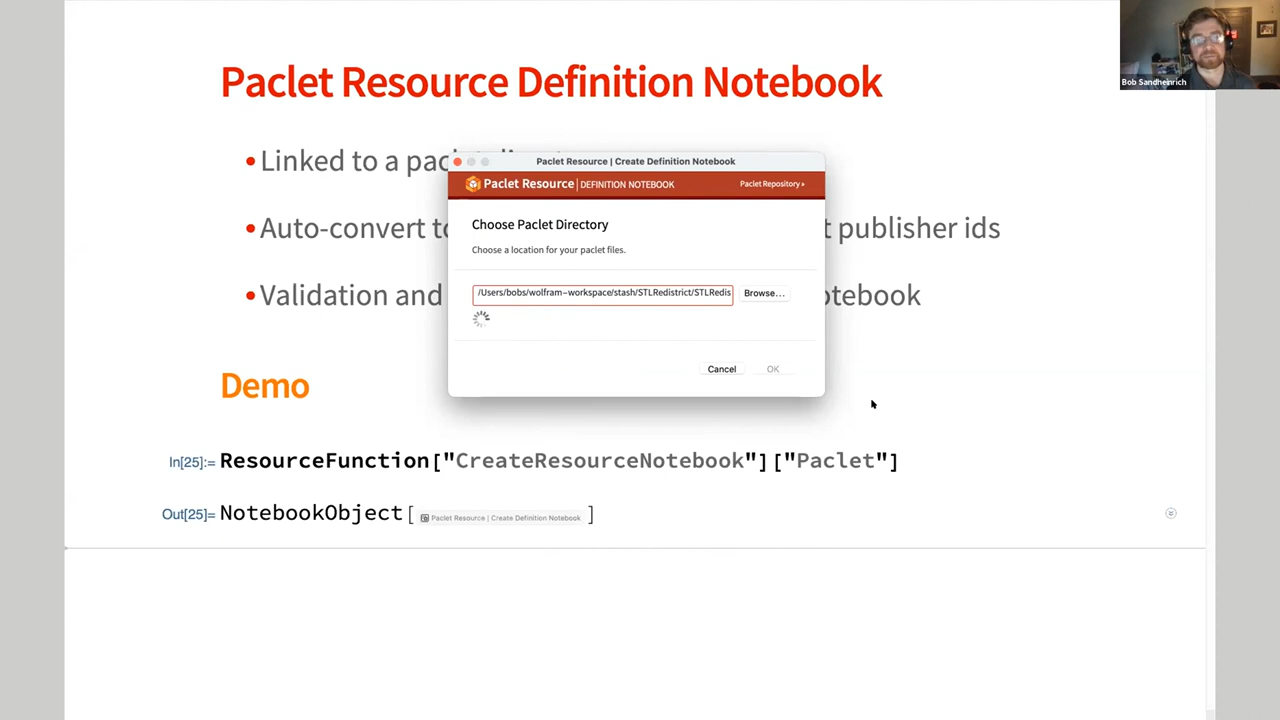 Paclet Resource Definition Notebook
Bob Sandheinrich
•Linked to a pac
Paclet Resource | Create Definition Notebook
Paclet Resource | DEFINITION NOTEBOOK
Paclet Repository »
Choose Paclet Directory
Choose a location for your paclet files.
•Auto-convert to
t publisher ids
/Users/bobs/wolfram-workspace/stash/STLRedistrict/STLRedis
Browse...
•Validation and
otebook
Cancel
OK
Demo
In[25]:= ResourceFunction["CreateResourceNotebook"]["Paclet"]
Out[25]= NotebookObject[ Paclet Resource | Create Definition Notebook ]